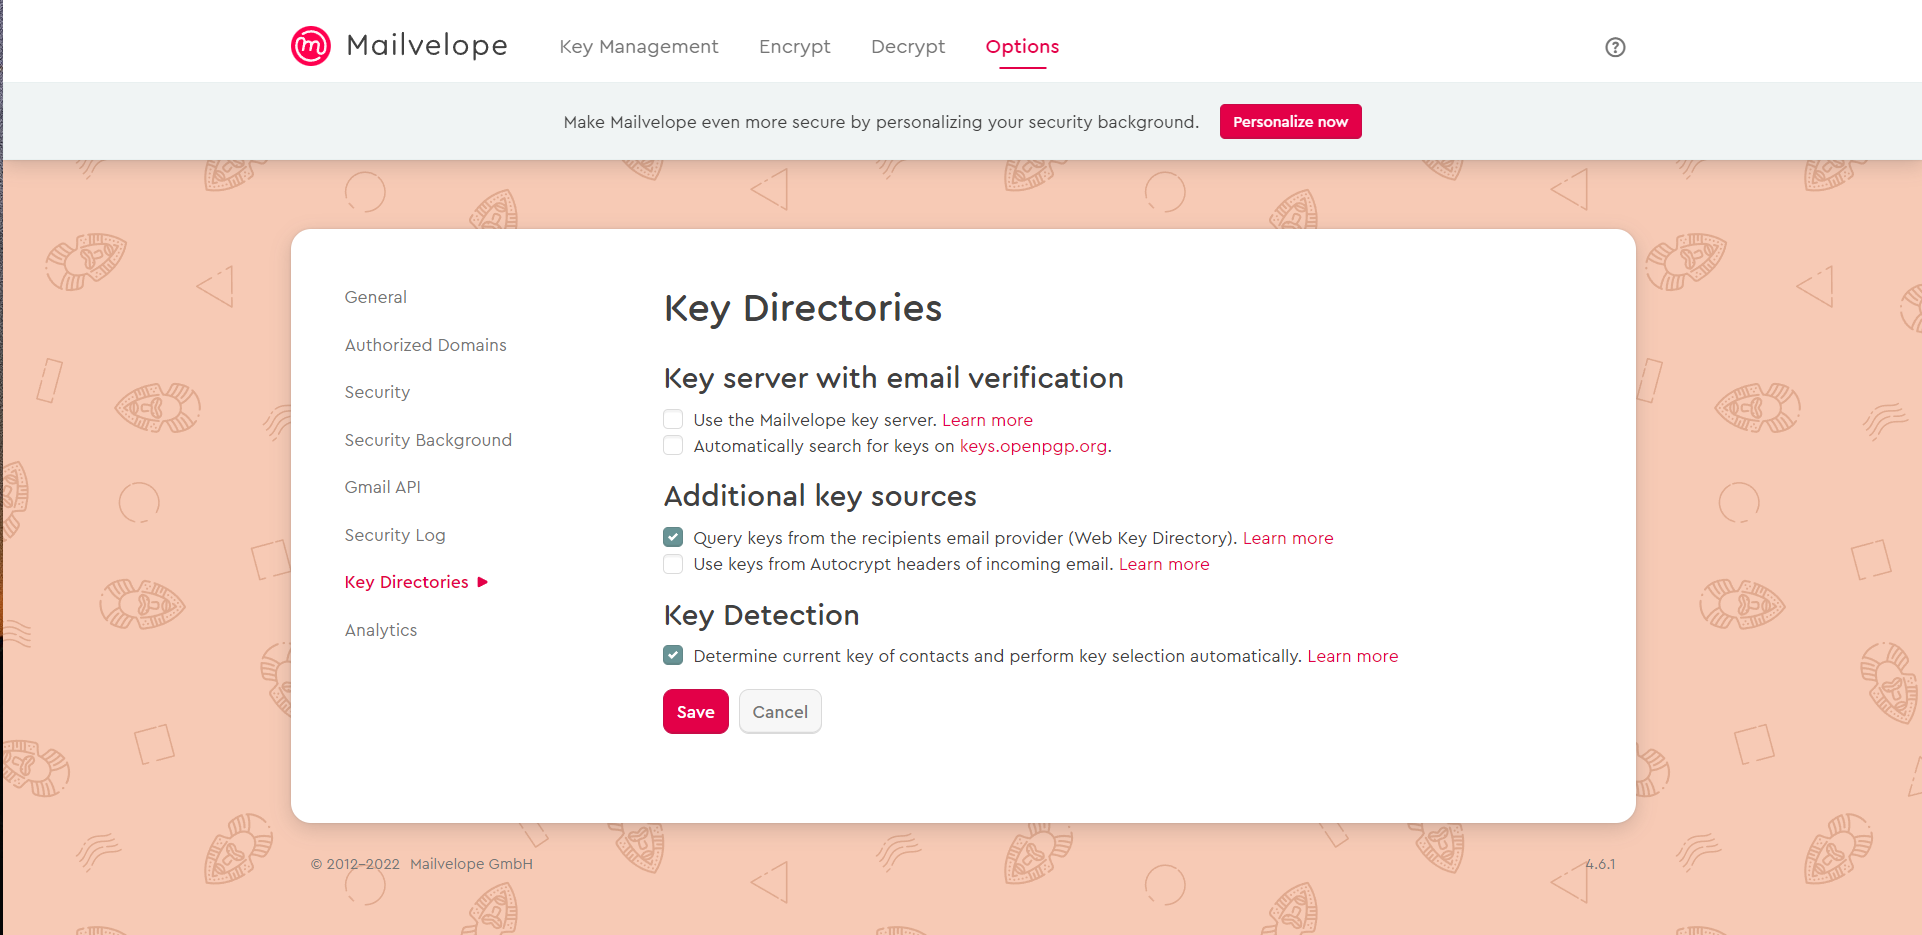 Mailvelope
Key Management
Encrypt
Decrypt
Options
Make Mailvelope even more secure by personalizing your security background.
Personalize now
General
Authorized Domains
Security
Security Background
Gmail API
Security Log
Key Directories
Analytics
Key Directories
Key server with email verification
Use the Mailvelope key server. Learn more
Automatically search for keys on keys.openpgp.org.
Additional key sources
Query keys from the recipients email provider (Web Key Directory). Learn more
Use keys from Autocrypt headers of incoming email. Learn more
Key Detection
Determine current key of contacts and perform key selection automatically. Learn more
Save
Cancel
© 2012–2022 Mailvelope GmbH
4.6.1